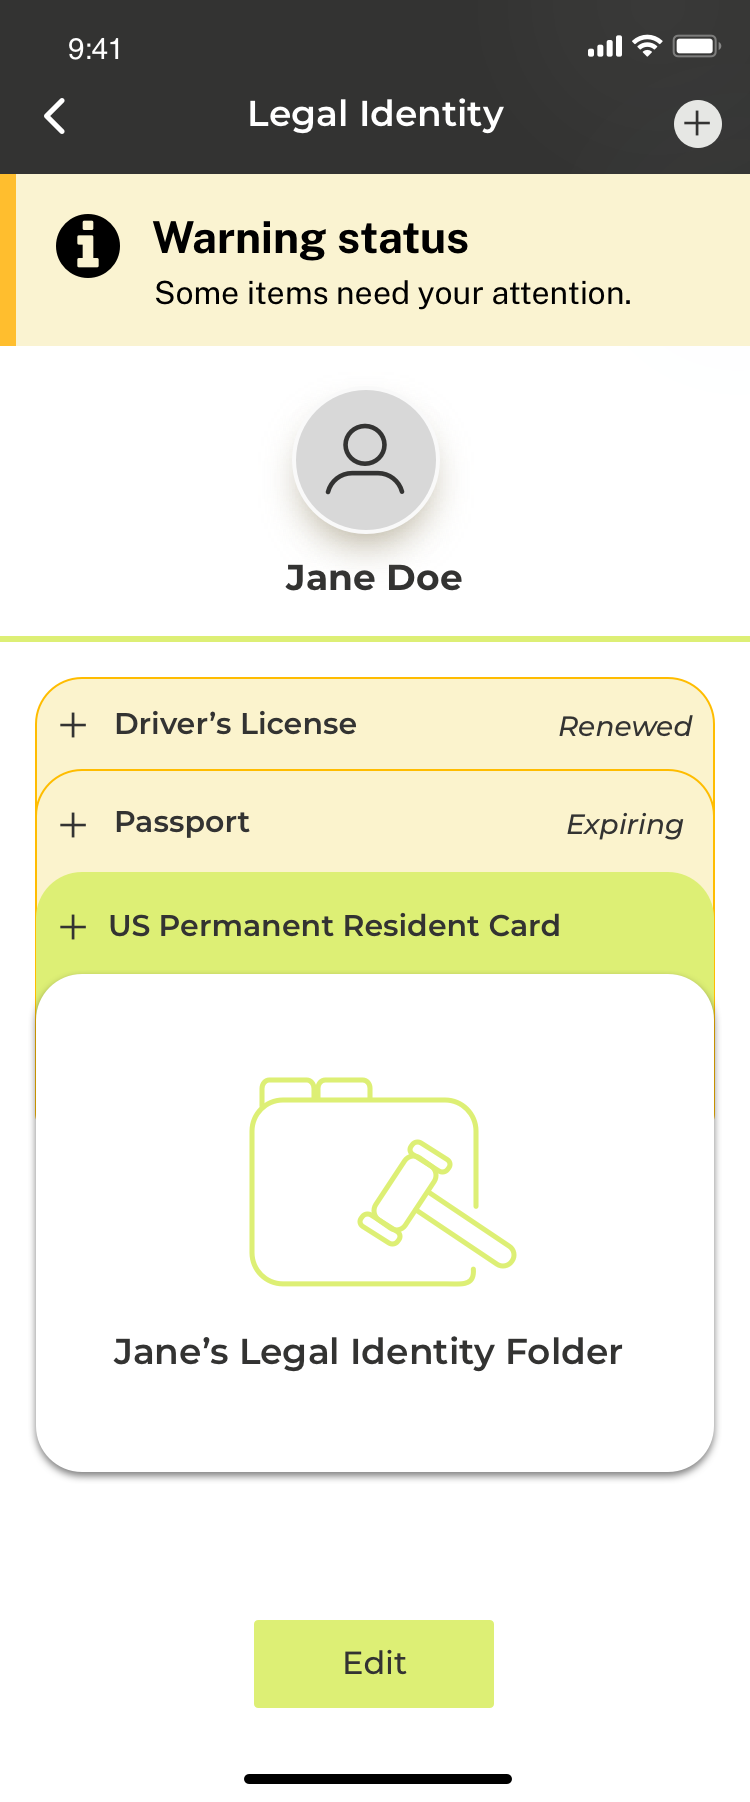 9:41
Legal Identity
Warning status
Some items need your attention.
Jane Doe
Driver’s License Renewed
Passport Expiring
US Permanent Resident Card
Jane’s Legal Identity Folder
Edit